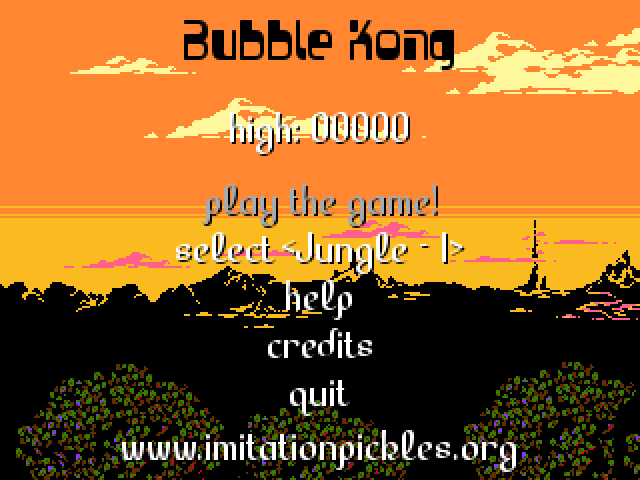 Bubble Kong
high: 00000
play the game!
select <Jungle - 1>
help
credits
quit
www.imitationpickles.org